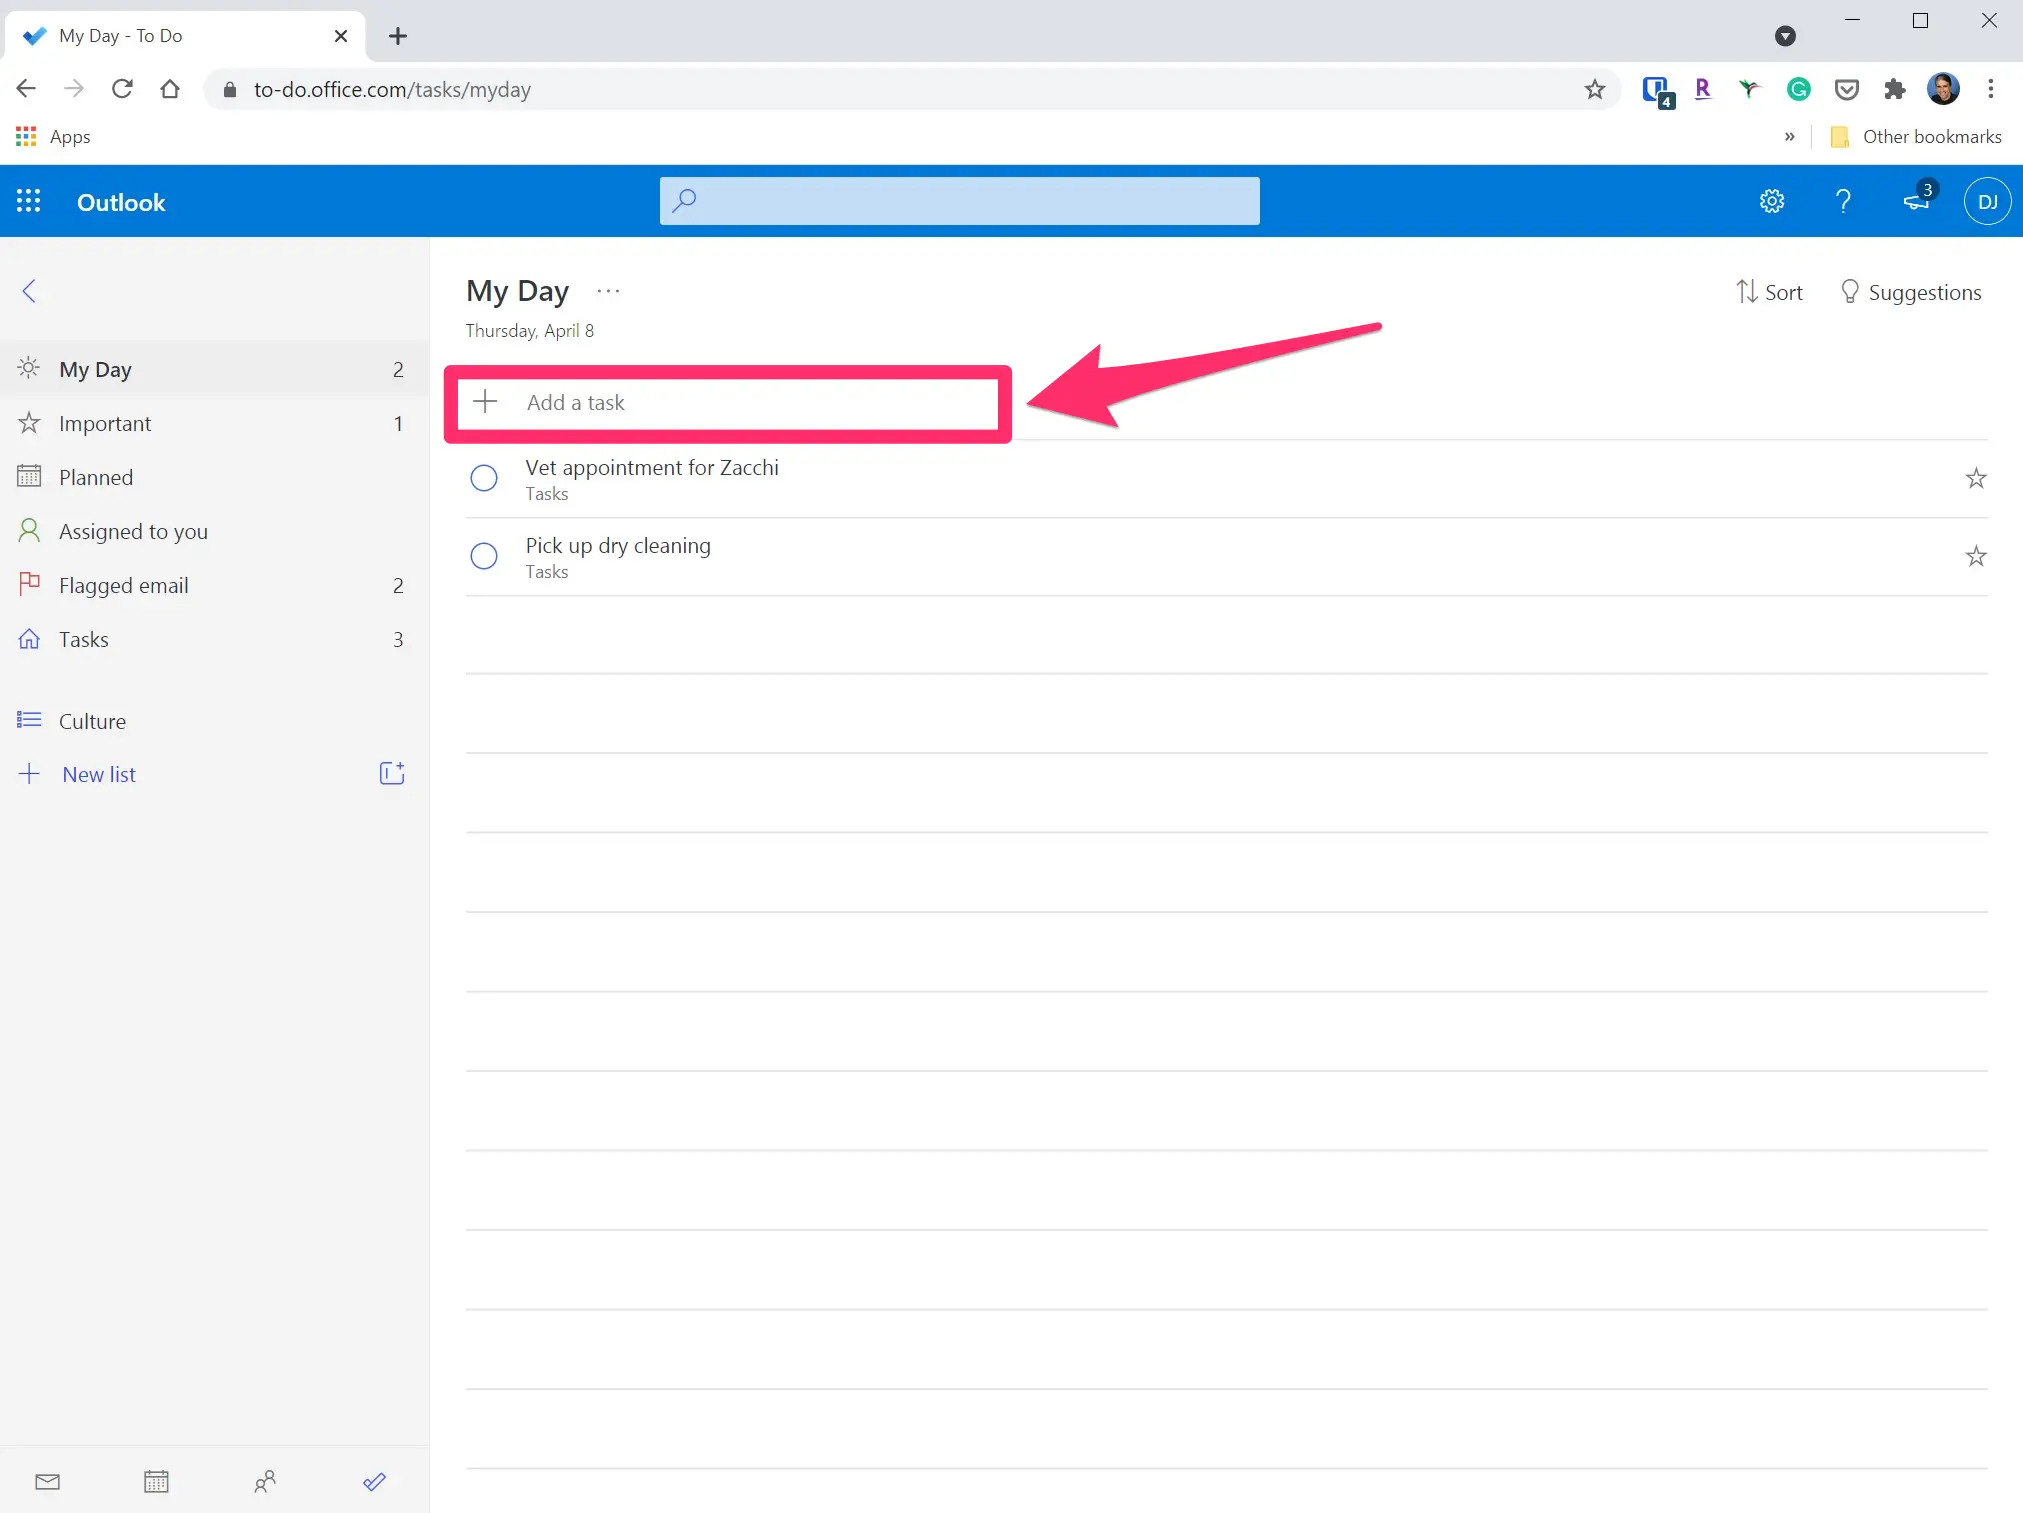 My Day - To Do
to-do.office.com/tasks/myday
4
R
G
Apps
»
Other bookmarks
Outlook
?
3
DJ
My Day
...
Sort
Suggestions
Thursday, April 8
My Day 2
Important 1
Planned
Assigned to you
Flagged email 2
Tasks 3
Culture
New list
Add a task
Vet appointment for Zacchi
Tasks
Pick up dry cleaning
Tasks